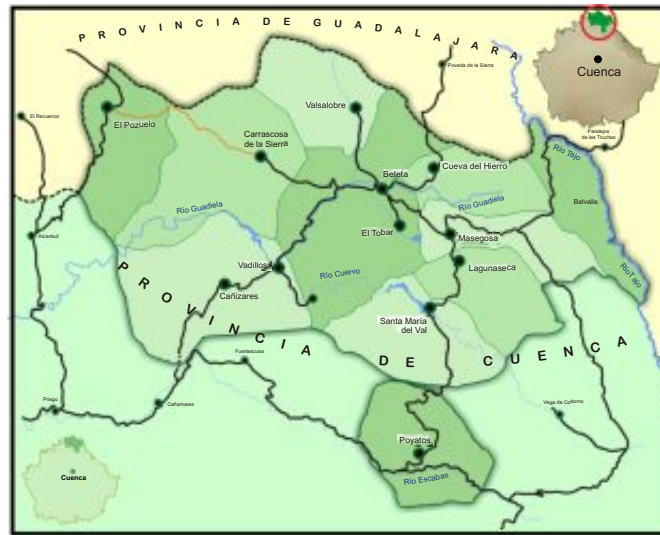 PROVINCIA DE GUADALAJARA
Cuenca
Poveda de la Sierra
El Recuenco
El Pozuelo
Valsalobre
Carrascosa
de la Sierra
Peralejos
de las Truchas
Río Tajo
Cueva del Hierro
Beteta
Río Guadiela
Río Guadiela
Belvalle
Alcantud
El Tobar
Masegosa
Vadillos
Lagunaseca
Río Cuervo
RíoTajo
Cañizares
Santa María
del Val
PROVINCIA DE CUENCA
Fuertescusa
Priego
Cañamares
Vega de Codorno
Poyatos
Cuenca
Río Escabas